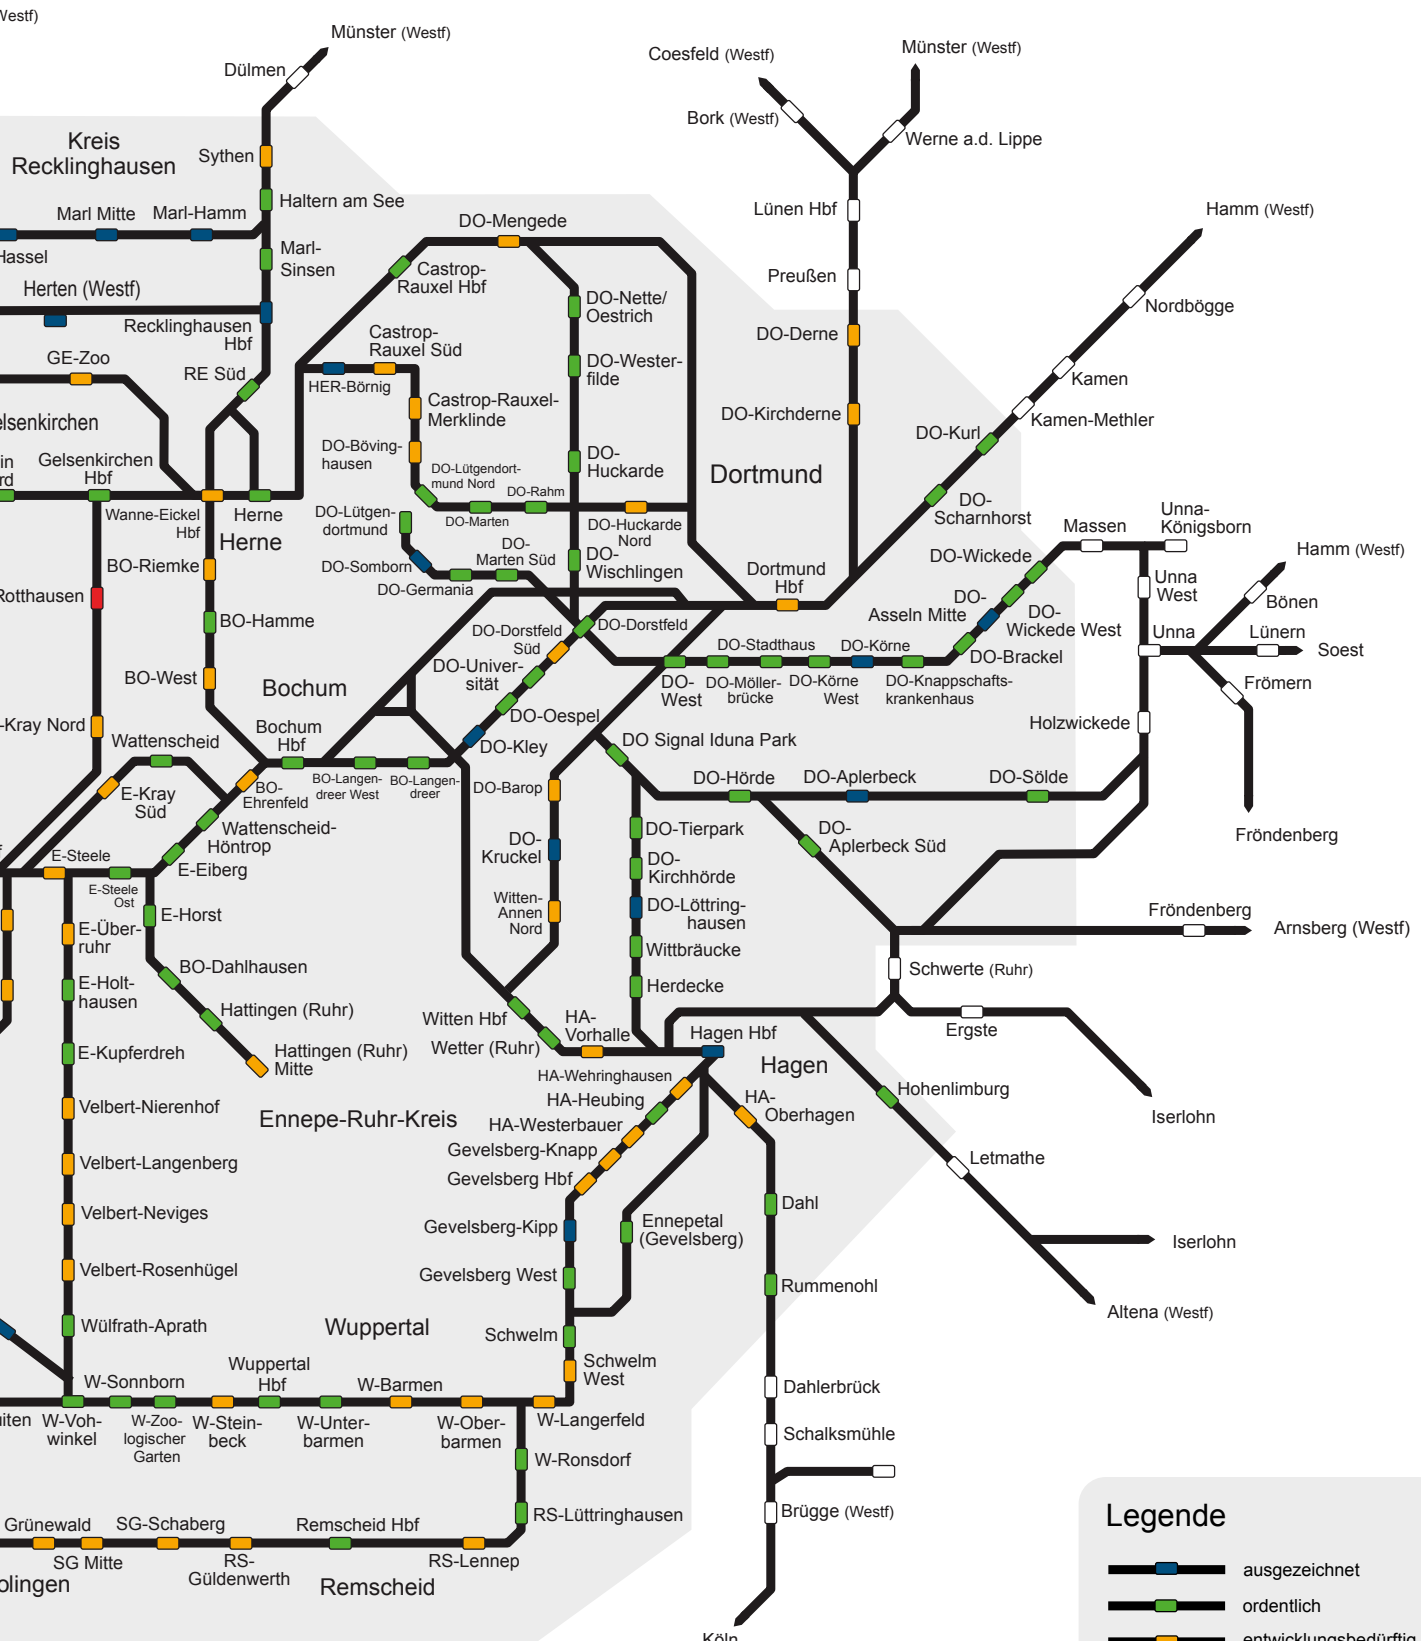 Westf)
Münster (Westf)
Dülmen
Coesfeld (Westf)
Münster (Westf)
Bork (Westf)
Werne a.d. Lippe
Kreis
Recklinghausen
Sythen
Haltern am See
Marl Mitte
Marl-Hamm
Hassel
Marl-
Sinsen
Herten (Westf)
Recklinghausen
Hbf
GE-Zoo
RE Süd
elsenkirchen
Gelsenkirchen
Hbf
in
rd
Wanne-Eickel
Hbf
Herne
Herne
DO-Mengede
Castrop-
Rauxel Hbf
Castrop-
Rauxel Süd
HER-Börnig
Castrop-Rauxel-
Merklinde
DO-Böving-
hausen
DO-Lütgendort-
mund Nord
DO-Rahm
DO-Marten
DO-Lütgen-
dortmund
DO-Somborn
DO-Germania
DO-
Marten Süd
DO-Nette/
Oestrich
DO-Wester-
filde
DO-
Huckarde
DO-Huckarde
Nord
DO-
Wischlingen
Lünen Hbf
Preußen
DO-Derne
DO-Kirchderne
Dortmund
Hamm (Westf)
Nordbögge
Kamen
Kamen-Methler
DO-Kurl
DO-
Scharnhorst
Dortmund
Hbf
DO-Wickede
DO-
Asseln Mitte
DO-
Wickede West
DO-Brackel
Massen
Unna-
Königsborn
Unna
West
Unna
Hamm (Westf)
Bönen
Lünern
Soest
Frömern
Fröndenberg
Holzwickede
Rotthausen
BO-Riemke
BO-Hamme
BO-West
Bochum
-Kray Nord
Wattenscheid
Bochum
Hbf
E-Kray
Süd
BO-
Ehrenfeld
Wattenscheid-
Höntrop
E-Eiberg
BO-Langen-
dreer West
BO-Langen-
dreer
DO-Dorstfeld
Süd
DO-Dorstfeld
DO-Univer-
sität
DO-Oespel
DO-Kley
DO-
West
DO-Stadthaus
DO-Möller-
brücke
DO-Körne
West
DO-Körne
DO-Knappschafts-
krankenhaus
DO Signal Iduna Park
DO-Hörde
DO-Aplerbeck
DO-Sölde
DO-
Aplerbeck Süd
DO-Barop
DO-
Kruckel
Witten-
Annen
Nord
DO-Tierpark
DO-
Kirchhörde
DO-Löttring-
hausen
Wittbräucke
Herdecke
E-Steele
E-Steele
Ost
E-Horst
E-Über-
ruhr
E-Holt-
hausen
BO-Dahlhausen
Hattingen (Ruhr)
Hattingen (Ruhr)
Mitte
E-Kupferdreh
Velbert-Nierenhof
Velbert-Langenberg
Velbert-Neviges
Velbert-Rosenhügel
Wülfrath-Aprath
Ennepe-Ruhr-Kreis
Witten Hbf
Wetter (Ruhr)
HA-
Vorhalle
Hagen Hbf
Hagen
HA-Wehringhausen
HA-Heubing
HA-Westerbauer
Gevelsberg-Knapp
Gevelsberg Hbf
Gevelsberg-Kipp
Gevelsberg West
Ennepetal
(Gevelsberg)
Schwelm
Schwelm
West
HA-
Oberhagen
Dahl
Rummenohl
Dahlerbrück
Schalksmühle
Brügge (Westf)
Köln
Fröndenberg
Arnsberg (Westf)
Schwerte (Ruhr)
Ergste
Iserlohn
Hohenlimburg
Letmathe
Iserlohn
Altena (Westf)
Wuppertal
W-Sonnborn
Wuppertal
Hbf
W-Barmen
uiten
W-Voh-
winkel
W-Zoo-
logischer
Garten
W-Stein-
beck
W-Unter-
barmen
W-Ober-
barmen
W-Langerfeld
W-Ronsdorf
RS-Lüttringhausen
Grünewald
SG-Schaberg
Remscheid Hbf
SG Mitte
RS-
Güldenwerth
RS-Lennep
olingen
Remscheid
Legende
ausgezeichnet
ordentlich
entwicklungsbedürftig